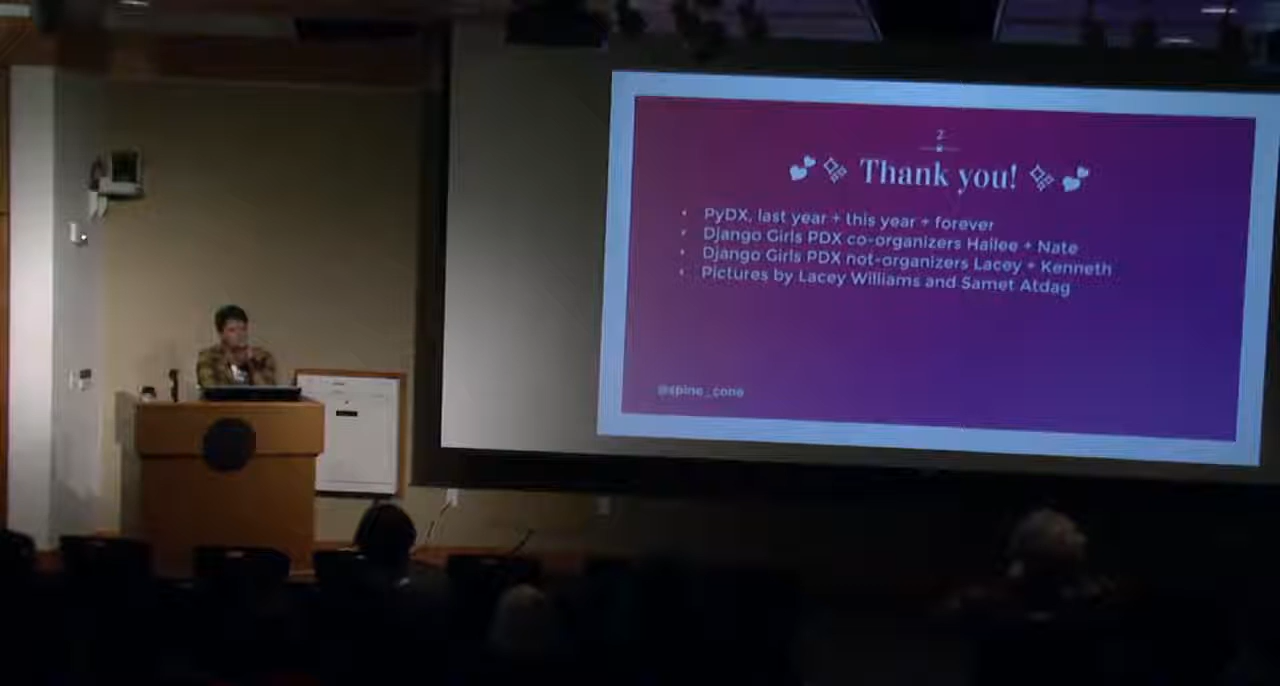 2
Thank you!
PyDX, last year + this year + forever
Django Girls PDX co-organizers Hailee + Nate
Django Girls PDX not-organizers Lacey + Kenneth
Pictures by Lacey Williams and Samet Atdag
@spine_cone